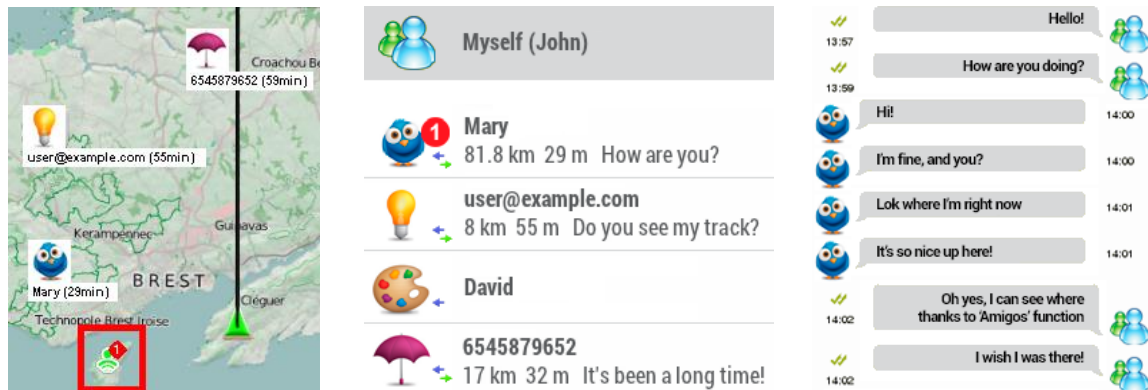 6545879652 (59min)
Croachou Be
user@example.com (55min)
Kerampennec
Mary (29min)
BREST
Cléguer
Technopole Brest Iroise
1
Myself (John)
1
Mary
81.8 km 29 m How are you?
user@example.com
8 km 55 m Do you see my track?
David
6545879652
17 km 32 m It's been a long time!
Hello!
13:57
How are you doing?
13:59
Hi!
14:00
I'm fine, and you?
14:00
Lok where I'm right now
14:01
It's so nice up here!
14:01
Oh yes, I can see where
thanks to 'Amigos' function
14:02
I wish I was there!
14:02